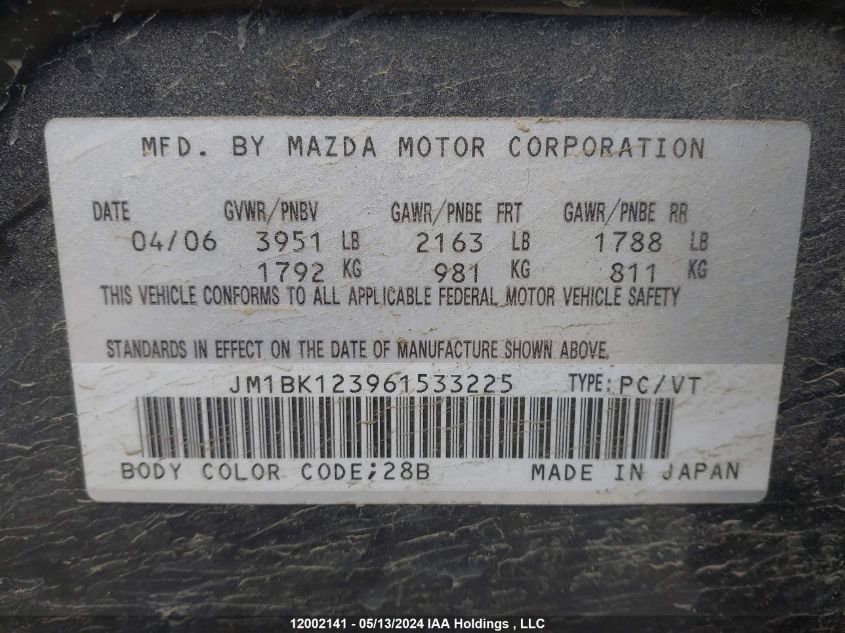 MFD. BY MAZDA MOTOR CORPORATION
DATE GVWR/PNBV GAWR/PNBE FRT GAWR/PNBE RR
04/06 3951 LB 2163 LB 1788 LB
1792 KG 981 KG 811 KG
THIS VEHICLE CONFORMS TO ALL APPLICABLE FEDERAL MOTOR VEHICLE SAFETY
STANDARDS IN EFFECT ON THE DATE OF MANUFACTURE SHOWN ABOVE.
JM1BK123961533225 TYPE: PC/VT
BODY COLOR CODE;28B MADE IN JAPAN
12002141 - 05/13/2024 IAA Holdings , LLC